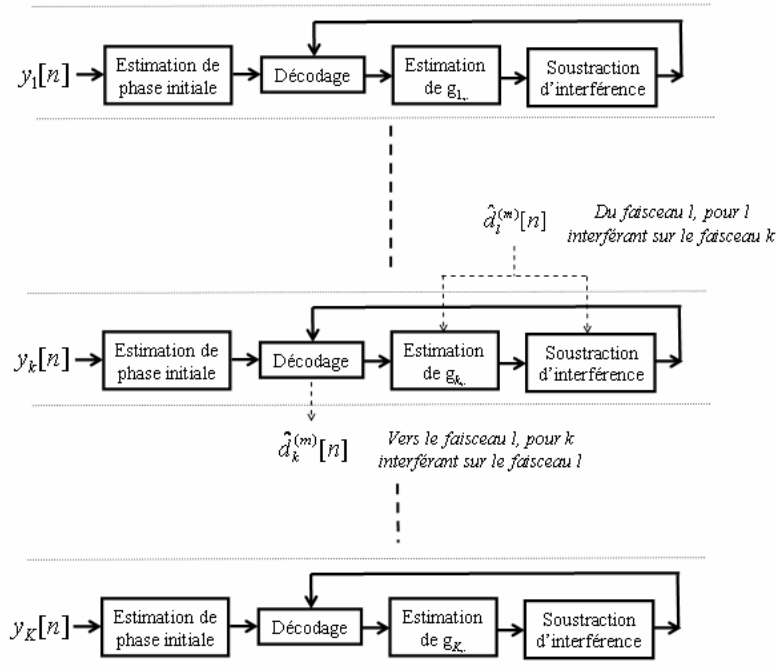 y₁[n]
Estimation de
phase initiale
Décodage
Estimation
de g₁,.
Soustraction
d'interférence
d̂ₗ⁽ᵐ⁾[n]
Du faisceau l, pour l
interférant sur le faisceau k
yₖ[n]
Estimation de
phase initiale
Décodage
Estimation
de gₖ,.
Soustraction
d'interférence
d̂ₖ⁽ᵐ⁾[n]
Vers le faisceau l, pour k
interférant sur le faisceau l
y_K[n]
Estimation de
phase initiale
Décodage
Estimation
de g_K,.
Soustraction
d'interférence